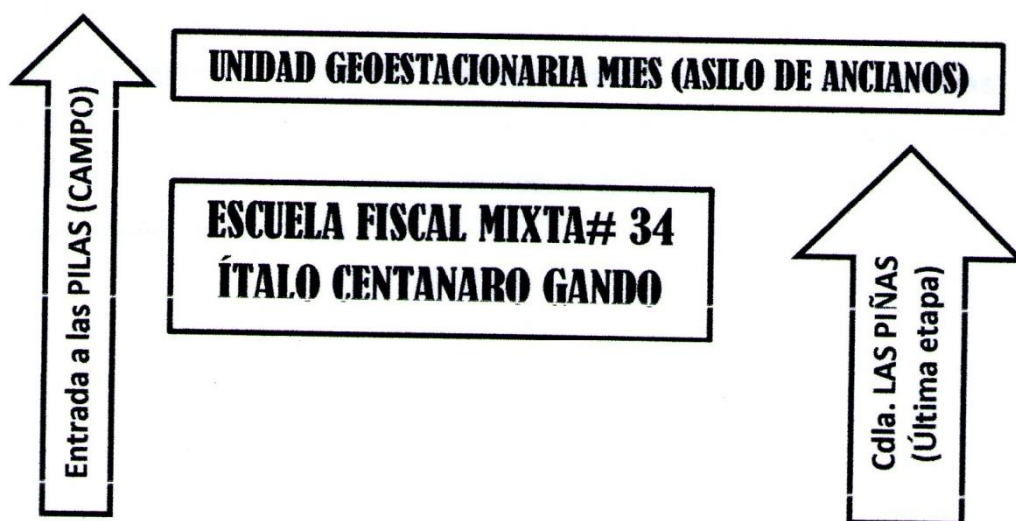 UNIDAD GEOESTACIONARIA MIES (ASILO DE ANCIANOS)
Entrada a las PILAS (CAMPO)
ESCUELA FISCAL MIXTA# 34
ÍTALO CENTANARO GANDO
Cdla. LAS PIÑAS
(Última etapa)